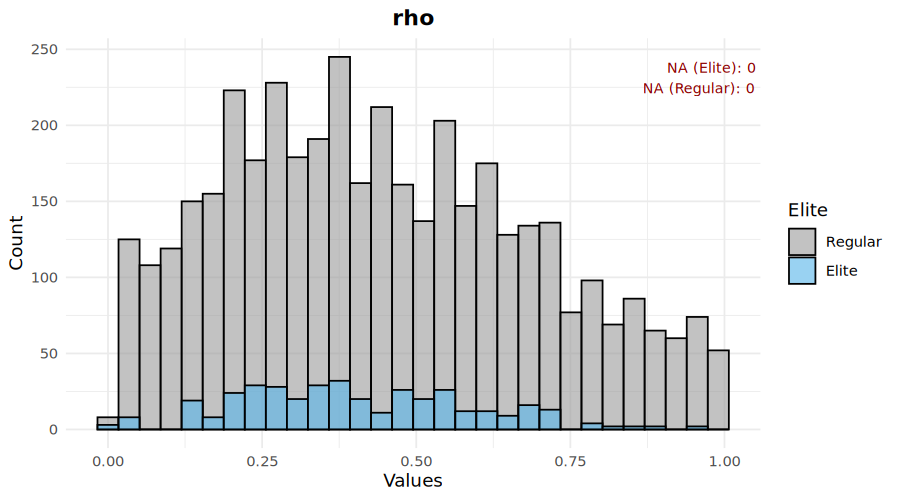 rho
NA (Elite): 0
NA (Regular): 0
250
200
150
100
50
0
Count
0.00
0.25
0.50
0.75
1.00
Values
Elite
Regular
Elite